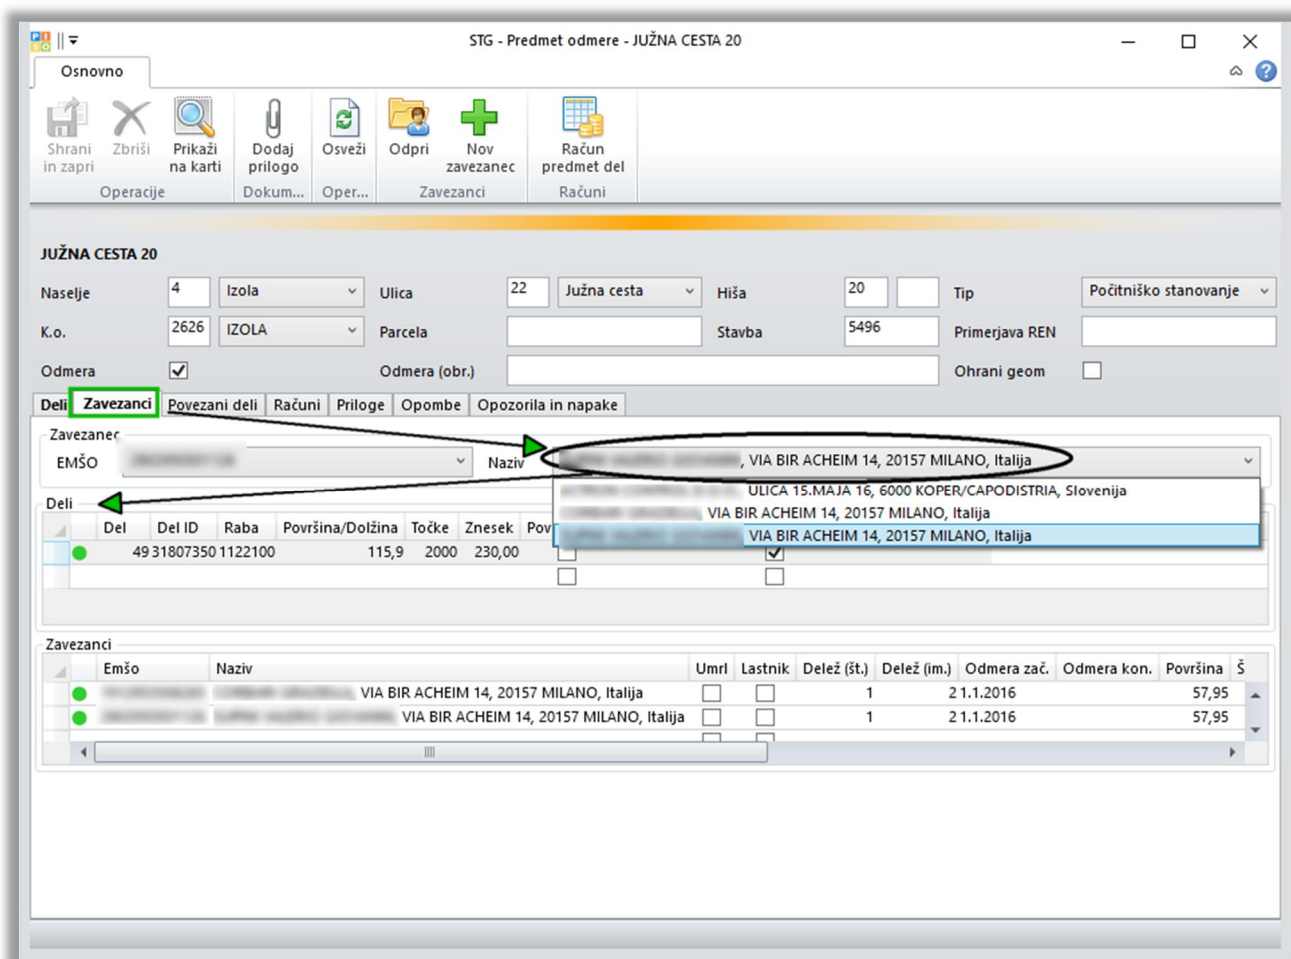 STG - Predmet odmere - JUŽNA CESTA 20
Osnovno
Shrani in zapri
Zbriši
Prikaži na karti
Dodaj prilogo
Osveži
Odpri
Nov zavezanec
Račun predmet del
Operacije
Dokum...
Oper...
Zavezanci
Računi
JUŽNA CESTA 20
Naselje 4 Izola Ulica 22 Južna cesta Hiša 20 Tip Počitniško stanovanje
K.o. 2626 IZOLA Parcela Stavba 5496 Primerjava REN
Odmera Odmera (obr.) Ohrani geom
Deli Zavezanci Povezani deli Računi Priloge Opombe Opozorila in napake
Zavezanec
EMŠO Naziv , VIA BIR ACHEIM 14, 20157 MILANO, Italija
ULICA 15.MAJA 16, 6000 KOPER/CAPODISTRIA, Slovenija
VIA BIR ACHEIM 14, 20157 MILANO, Italija
VIA BIR ACHEIM 14, 20157 MILANO, Italija
Deli
Del Del ID Raba Površina/Dolžina Točke Znesek Pov
49 31807350 1122100 115,9 2000 230,00
Zavezanci
Emšo Naziv Umrl Lastnik Delež (št.) Delež (im.) Odmera zač. Odmera kon. Površina Š
VIA BIR ACHEIM 14, 20157 MILANO, Italija 1 2 1.1.2016 57,95
VIA BIR ACHEIM 14, 20157 MILANO, Italija 1 2 1.1.2016 57,95